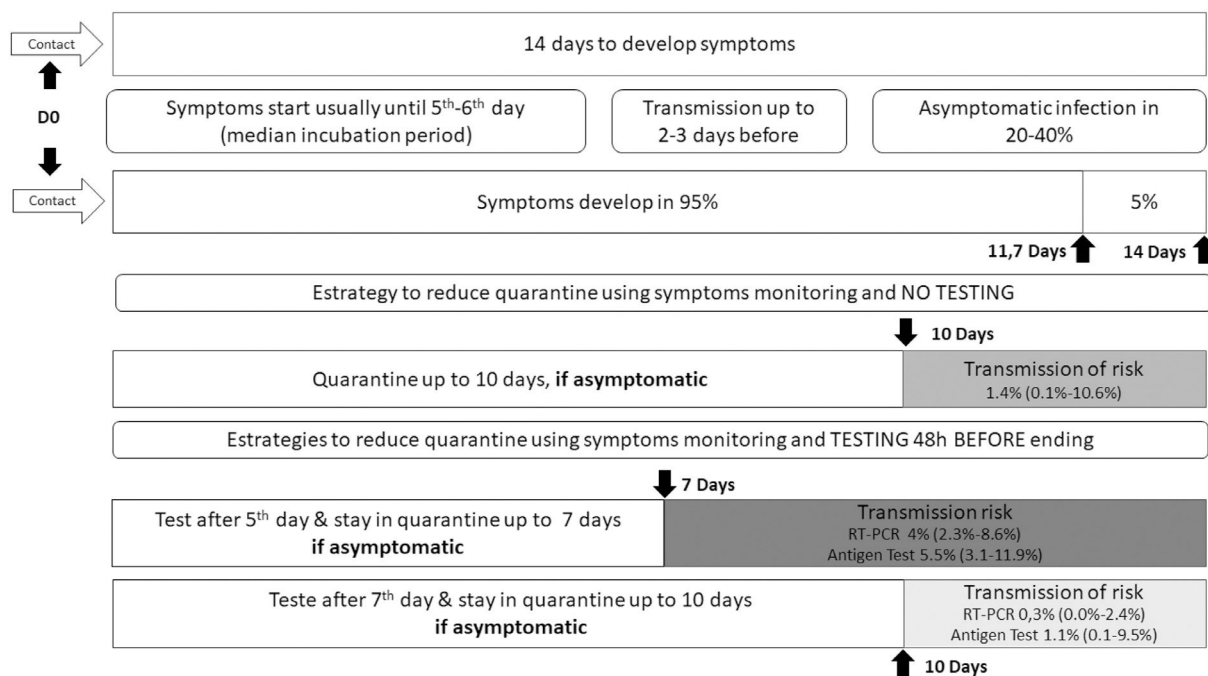 Contact
14 days to develop symptoms
D0
Symptoms start usually until 5th-6th day
(median incubation period)
Transmission up to
2-3 days before
Asymptomatic infection in
20-40%
Contact
Symptoms develop in 95%
5%
11,7 Days
14 Days
Estrategy to reduce quarantine using symptoms monitoring and NO TESTING
10 Days
Quarantine up to 10 days, if asymptomatic
Transmission of risk
1.4% (0.1%-10.6%)
Estrategies to reduce quarantine using symptoms monitoring and TESTING 48h BEFORE ending
7 Days
Test after 5th day & stay in quarantine up to 7 days
if asymptomatic
Transmission risk
RT-PCR 4% (2.3%-8.6%)
Antigen Test 5.5% (3.1-11.9%)
Teste after 7th day & stay in quarantine up to 10 days
if asymptomatic
Transmission of risk
RT-PCR 0,3% (0.0%-2.4%)
Antigen Test 1.1% (0.1-9.5%)
10 Days